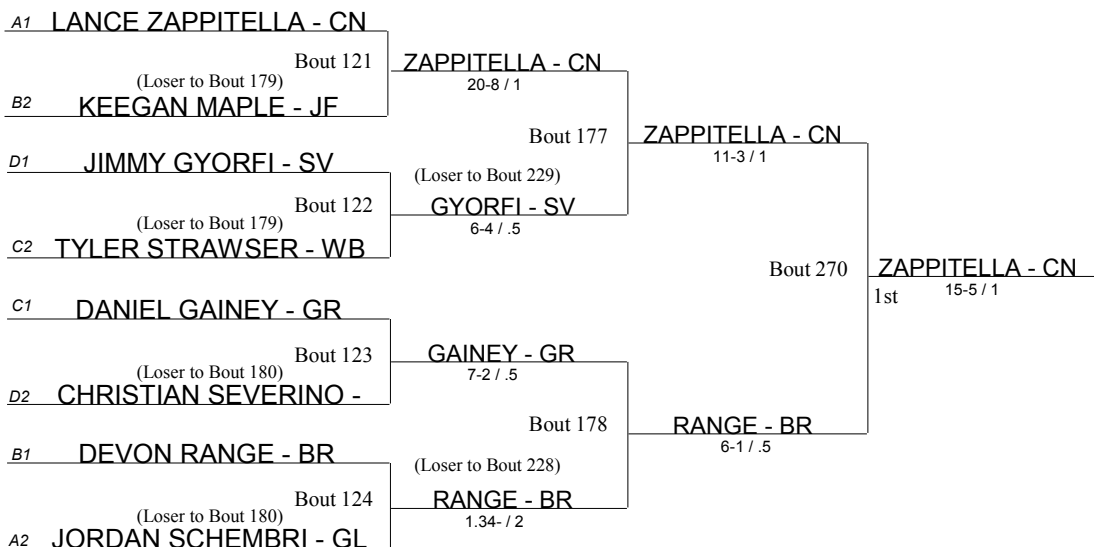 A1 LANCE ZAPPITELLA - CN
Bout 121
ZAPPITELLA - CN
(Loser to Bout 179)
20-8 / 1
B2 KEEGAN MAPLE - JF
Bout 177
ZAPPITELLA - CN
11-3 / 1
D1 JIMMY GYORFI - SV
(Loser to Bout 229)
Bout 122
GYORFI - SV
(Loser to Bout 179)
6-4 / .5
C2 TYLER STRAWSER - WB
Bout 270
ZAPPITELLA - CN
1st
15-5 / 1
C1 DANIEL GAINEY - GR
Bout 123
GAINEY - GR
(Loser to Bout 180)
7-2 / .5
D2 CHRISTIAN SEVERINO -
Bout 178
RANGE - BR
6-1 / .5
B1 DEVON RANGE - BR
(Loser to Bout 228)
Bout 124
RANGE - BR
(Loser to Bout 180)
1.34- / 2
A2 JORDAN SCHEMBRI - GL